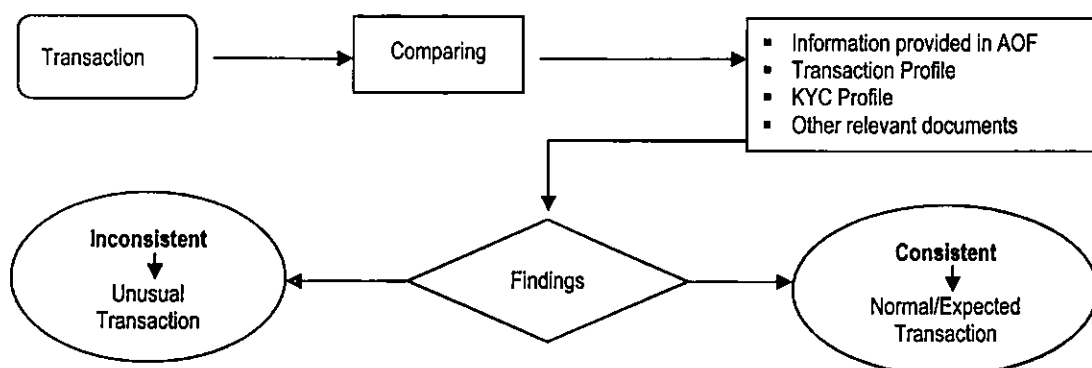 Transaction
Comparing
▪ Information provided in AOF
▪ Transaction Profile
▪ KYC Profile
▪ Other relevant documents
Inconsistent
Unusual
Transaction
Findings
Consistent
Normal/Expected
Transaction